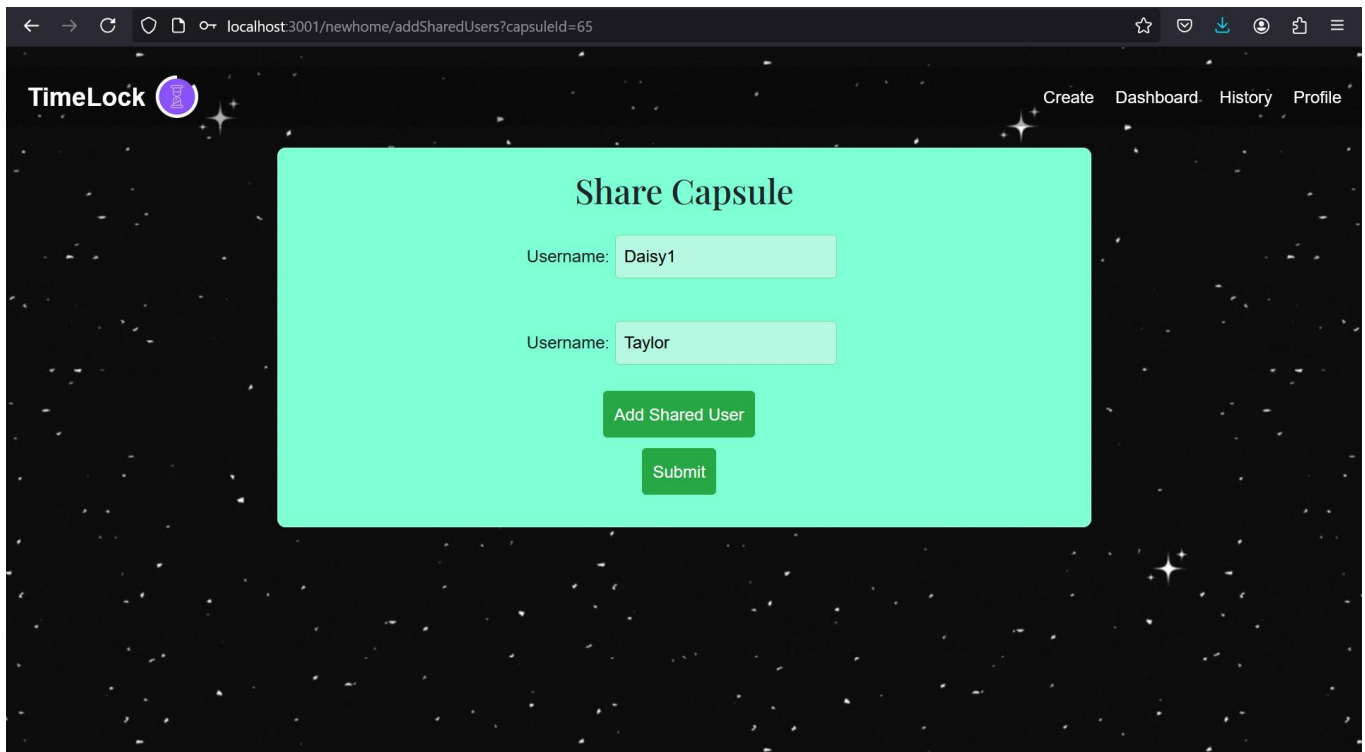 localhost:3001/newhome/addSharedUsers?capsuleId=65
TimeLock
Create Dashboard History Profile
Share Capsule
Username: Daisy1
Username: Taylor
Add Shared User
Submit